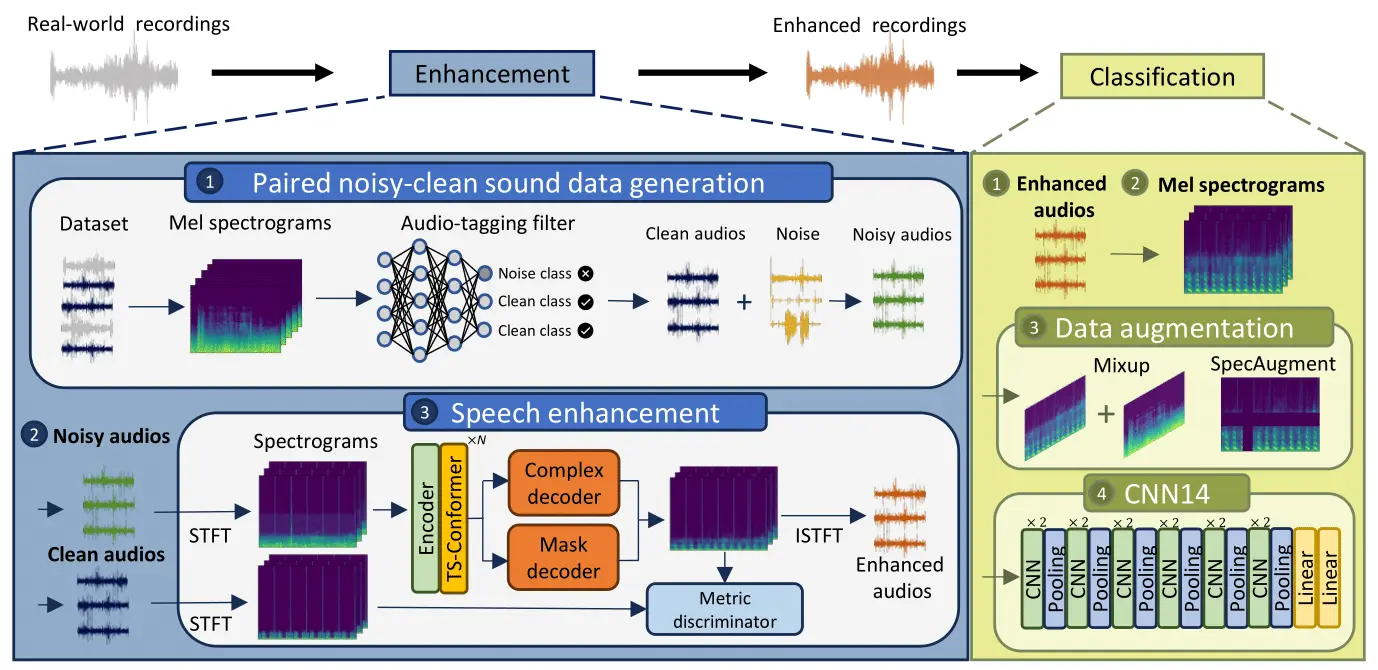 Real-world recordings
Enhancement
Enhanced recordings
Classification
1 Paired noisy-clean sound data generation
Dataset
Mel spectrograms
Audio-tagging filter
Noise class
Clean class
Clean class
Clean audios
+
Noise
Noisy audios
2 Noisy audios
Clean audios
3 Speech enhancement
STFT
STFT
Spectrograms
Encoder
TS-Conformer
×N
Complex
decoder
Mask
decoder
Metric
discriminator
ISTFT
Enhanced
audios
1 Enhanced
audios
2 Mel spectrograms
3 Data augmentation
Mixup
+
SpecAugment
4 CNN14
×2 ×2 ×2 ×2 ×2 ×2
CNN
Pooling
CNN
Pooling
CNN
Pooling
CNN
Pooling
CNN
Pooling
CNN
Pooling
Linear
Linear